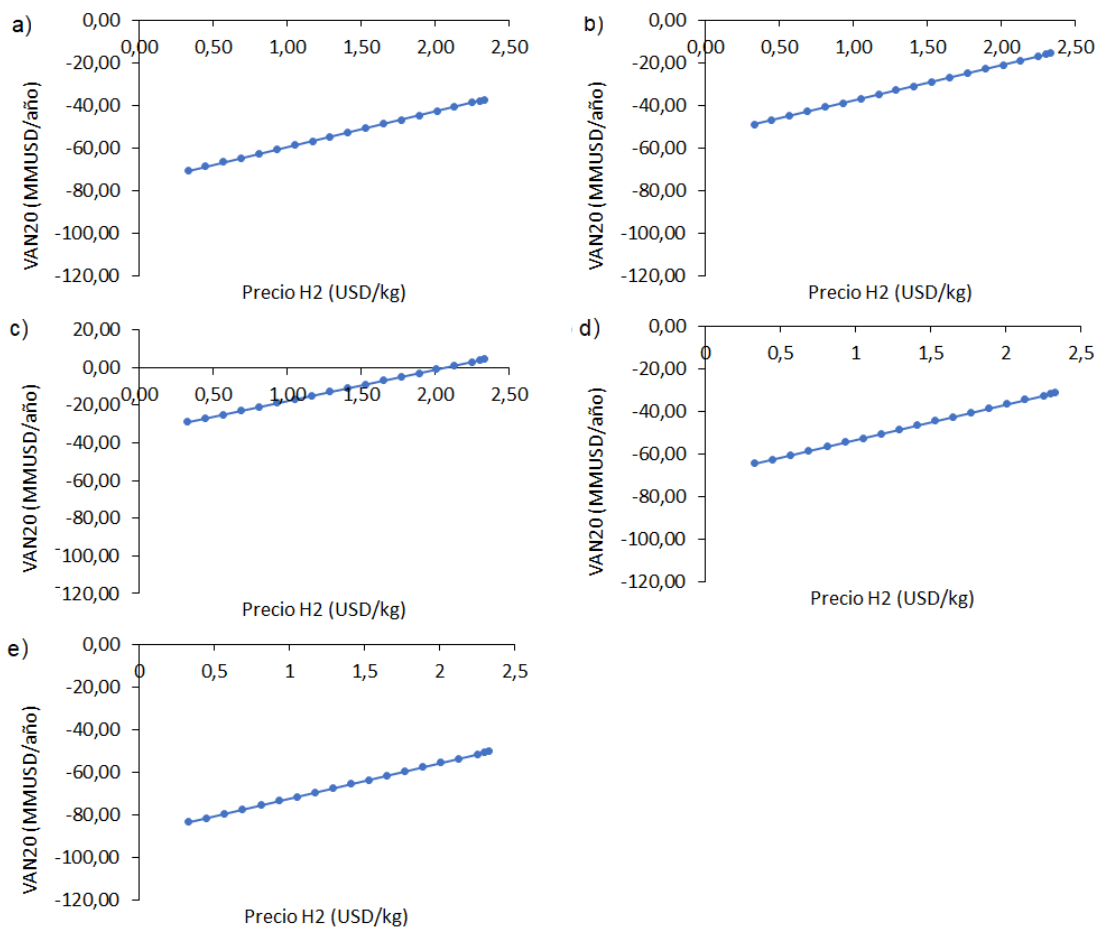 a)
0,00
-20,00
-40,00
-60,00
-80,00
-100,00
-120,00
0,00 0,50 1,00 1,50 2,00 2,50
VAN20 (MMUSD/año)
Precio H2 (USD/kg)
b)
0,00
-20,00
-40,00
-60,00
-80,00
-100,00
-120,00
0,00 0,50 1,00 1,50 2,00 2,50
VAN20 (MMUSD/año)
Precio H2 (USD/kg)
c)
20,00
0,00
-20,00
-40,00
-60,00
-80,00
-100,00
-120,00
0,00 0,50 1,00 1,50 2,00 2,50
VAN20 (MMUSD/año)
Precio H2 (USD/kg)
d)
0,00
-20,00
-40,00
-60,00
-80,00
-100,00
-120,00
0 0,5 1 1,5 2 2,5
VAN20 (MMUSD/año)
Precio H2 (USD/kg)
e)
0,00
-20,00
-40,00
-60,00
-80,00
-100,00
-120,00
0 0,5 1 1,5 2 2,5
VAN20 (MMUSD/año)
Precio H2 (USD/kg)